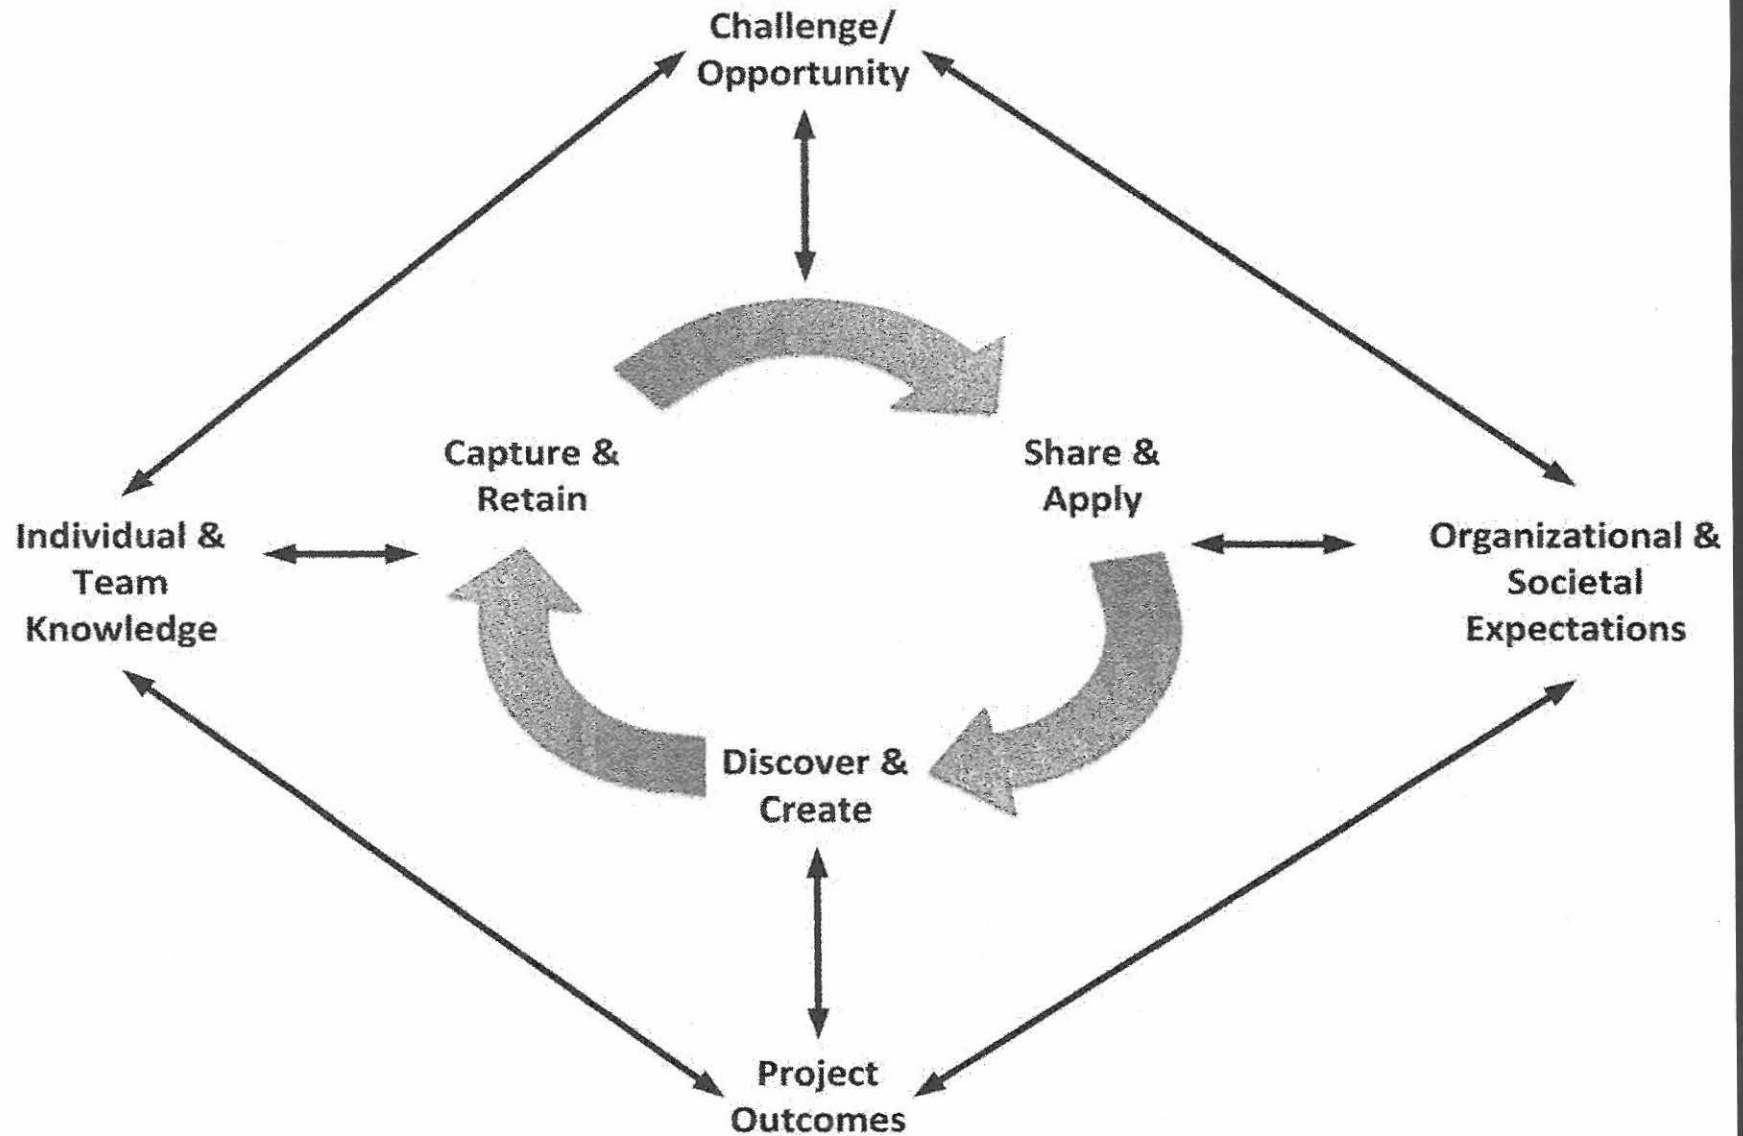 Challenge/
Opportunity
Capture &
Retain
Share &
Apply
Individual &
Team
Knowledge
Organizational &
Societal
Expectations
Discover &
Create
Project
Outcomes